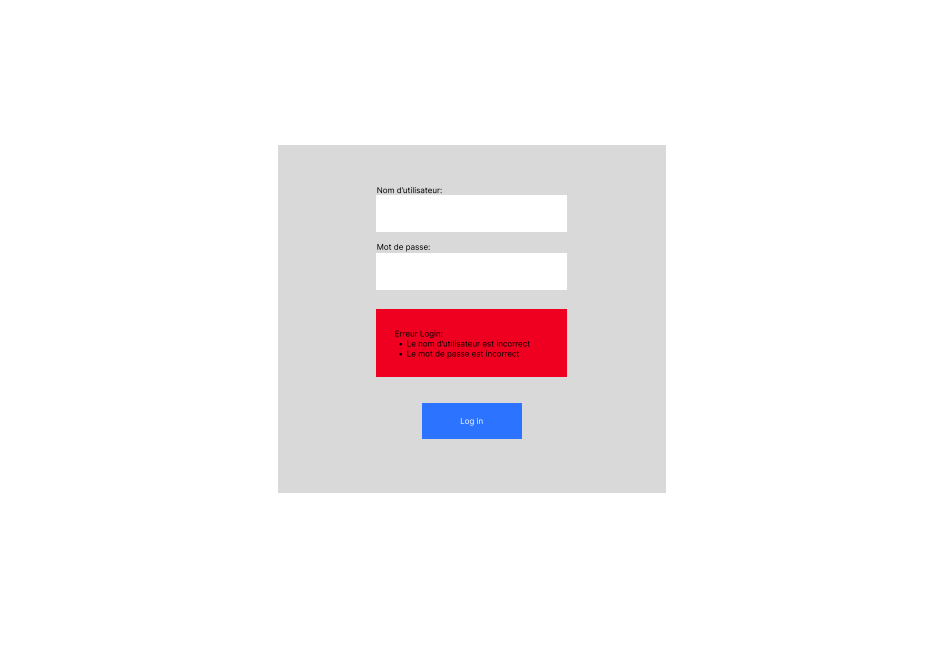 Nom d'utilisateur:
Mot de passe:
Erreur Login:
• Le nom d'utilisateur est incorrect
• Le mot de passe est incorrect
Log in